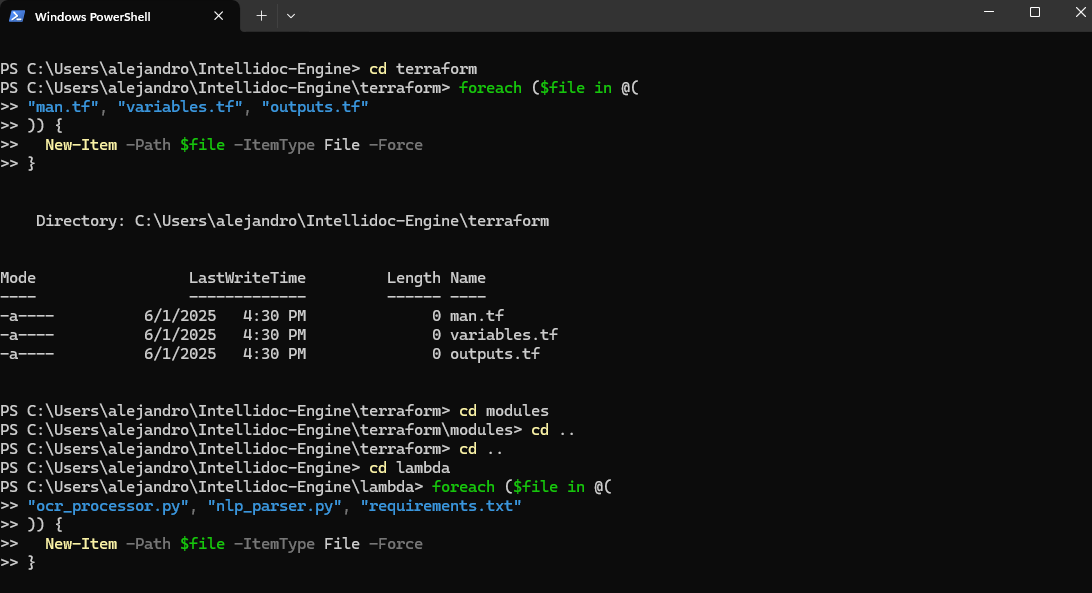 Windows PowerShell
PS C:\Users\alejandro\Intellidoc-Engine> cd terraform
PS C:\Users\alejandro\Intellidoc-Engine\terraform> foreach ($file in @(
>> "man.tf", "variables.tf", "outputs.tf"
>> )) {
>>   New-Item -Path $file -ItemType File -Force
>> }
    Directory: C:\Users\alejandro\Intellidoc-Engine\terraform
Mode                 LastWriteTime         Length Name
----                 -------------         ------ ----
-a----          6/1/2025   4:30 PM              0 man.tf
-a----          6/1/2025   4:30 PM              0 variables.tf
-a----          6/1/2025   4:30 PM              0 outputs.tf
PS C:\Users\alejandro\Intellidoc-Engine\terraform> cd modules
PS C:\Users\alejandro\Intellidoc-Engine\terraform\modules> cd ..
PS C:\Users\alejandro\Intellidoc-Engine\terraform> cd ..
PS C:\Users\alejandro\Intellidoc-Engine> cd lambda
PS C:\Users\alejandro\Intellidoc-Engine\lambda> foreach ($file in @(
>> "ocr_processor.py", "nlp_parser.py", "requirements.txt"
>> )) {
>>   New-Item -Path $file -ItemType File -Force
>> }